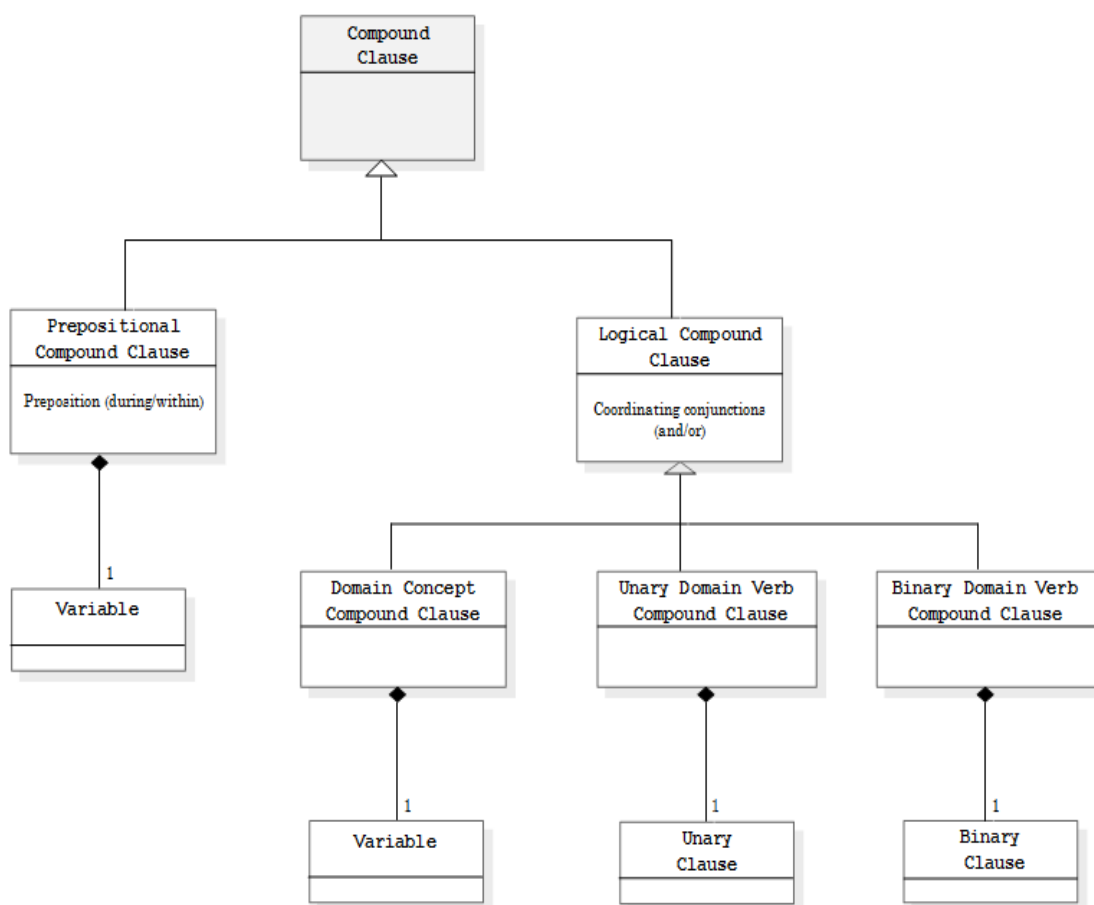 Compound
Clause
Prepositional
Compound Clause
Preposition (during/within)
Logical Compound
Clause
Coordinating conjunctions
(and/or)
1
Variable
Domain Concept
Compound Clause
Unary Domain Verb
Compound Clause
Binary Domain Verb
Compound Clause
1
Variable
1
Unary
Clause
1
Binary
Clause